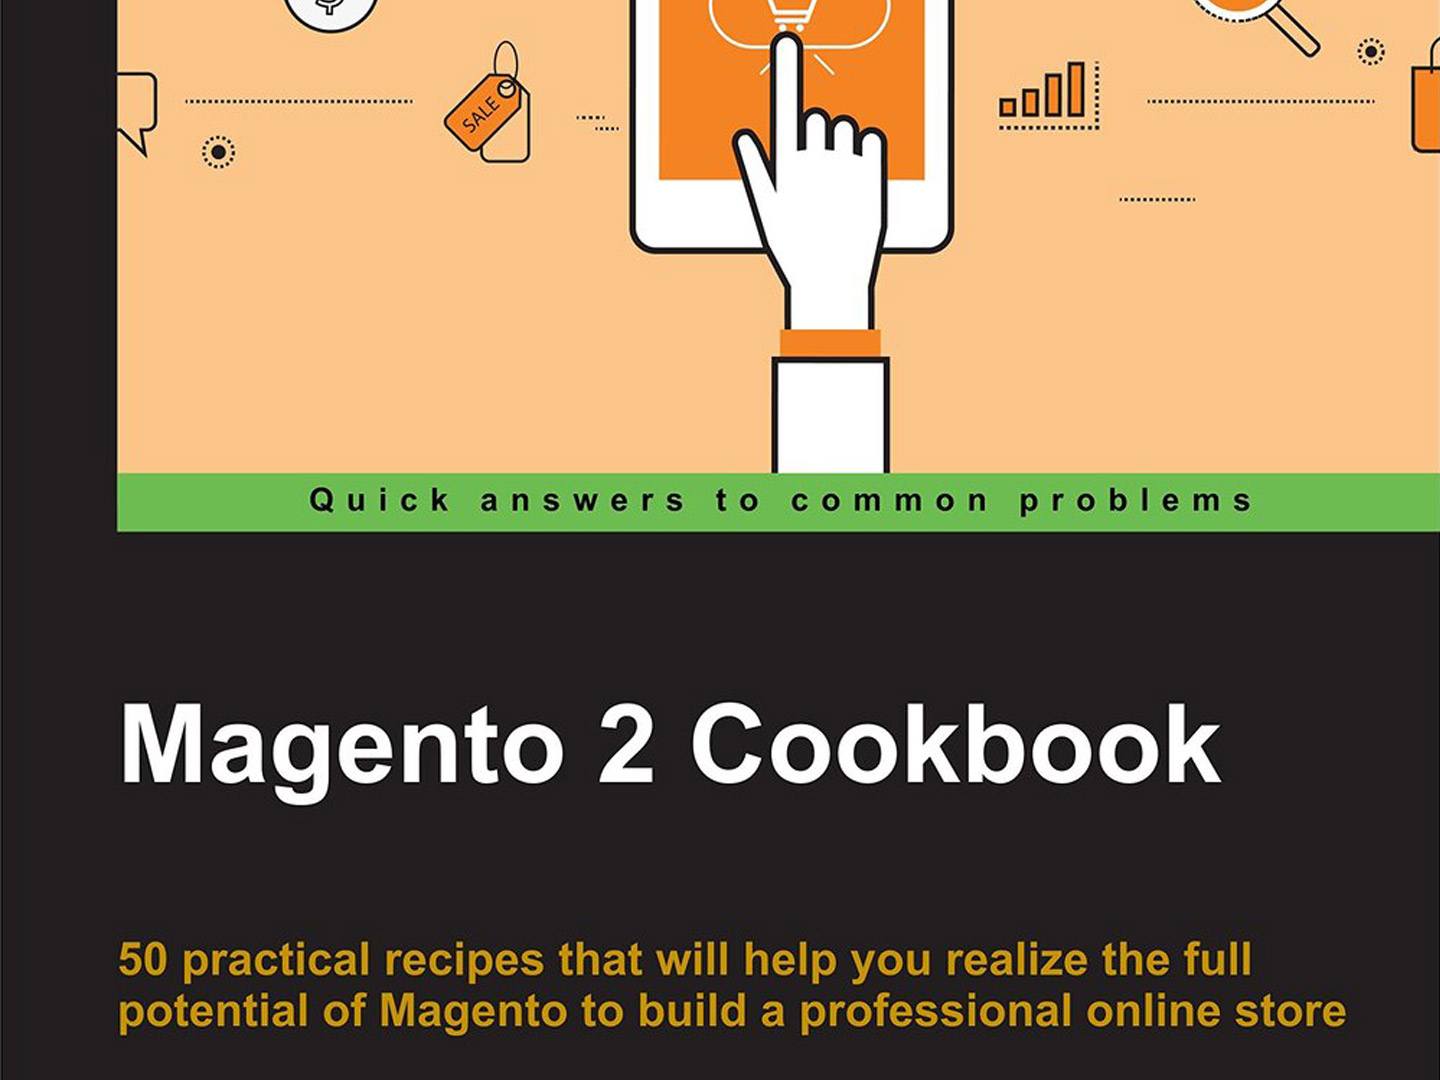 SALE
Quick answers to common problems
Magento 2 Cookbook
50 practical recipes that will help you realize the full
potential of Magento to build a professional online store